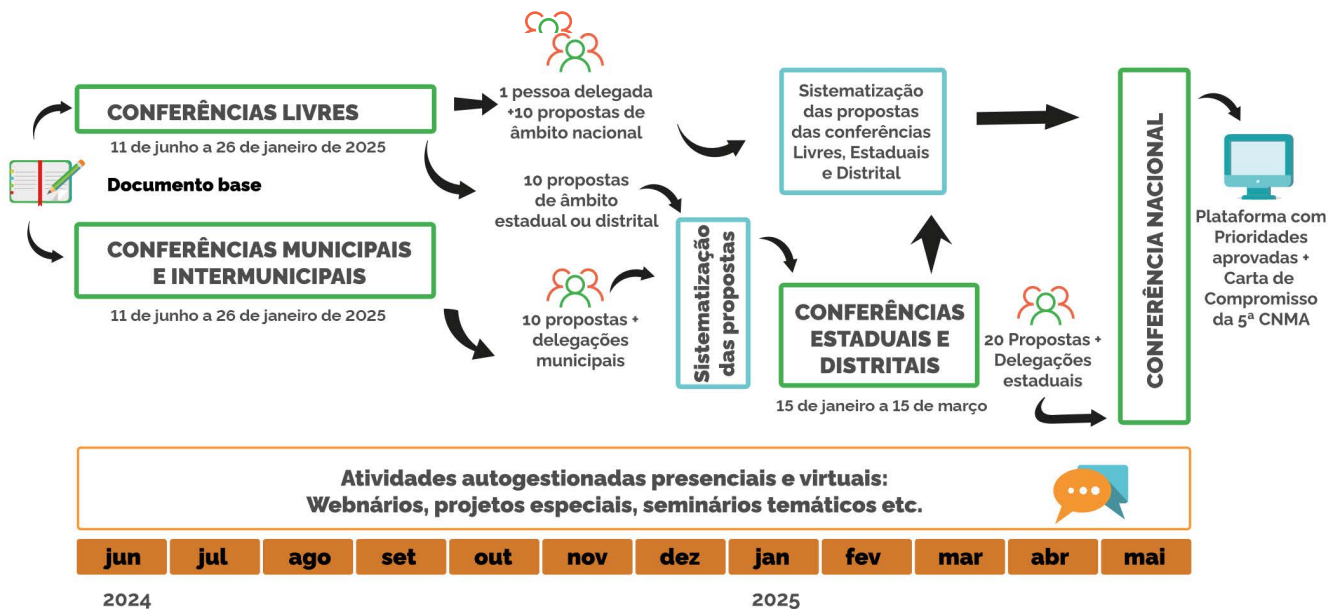 CONFERÊNCIAS LIVRES
11 de junho a 26 de janeiro de 2025
Documento base
CONFERÊNCIAS MUNICIPAIS
E INTERMUNICIPAIS
11 de junho a 26 de janeiro de 2025
1 pessoa delegada
+10 propostas de
âmbito nacional
10 propostas
de âmbito
estadual ou distrital
10 propostas +
delegações
municipais
Sistematização
das propostas
Sistematização
das propostas
das conferências
Livres, Estaduais
e Distrital
CONFERÊNCIAS
ESTADUAIS E
DISTRITAIS
15 de janeiro a 15 de março
20 Propostas +
Delegações
estaduais
CONFERÊNCIA NACIONAL
Plataforma com
Prioridades
aprovadas +
Carta de
Compromisso
da 5ª CNMA
Atividades autogestionadas presenciais e virtuais:
Webnários, projetos especiais, seminários temáticos etc.
jun jul ago set out nov dez jan fev mar abr mai
2024 2025